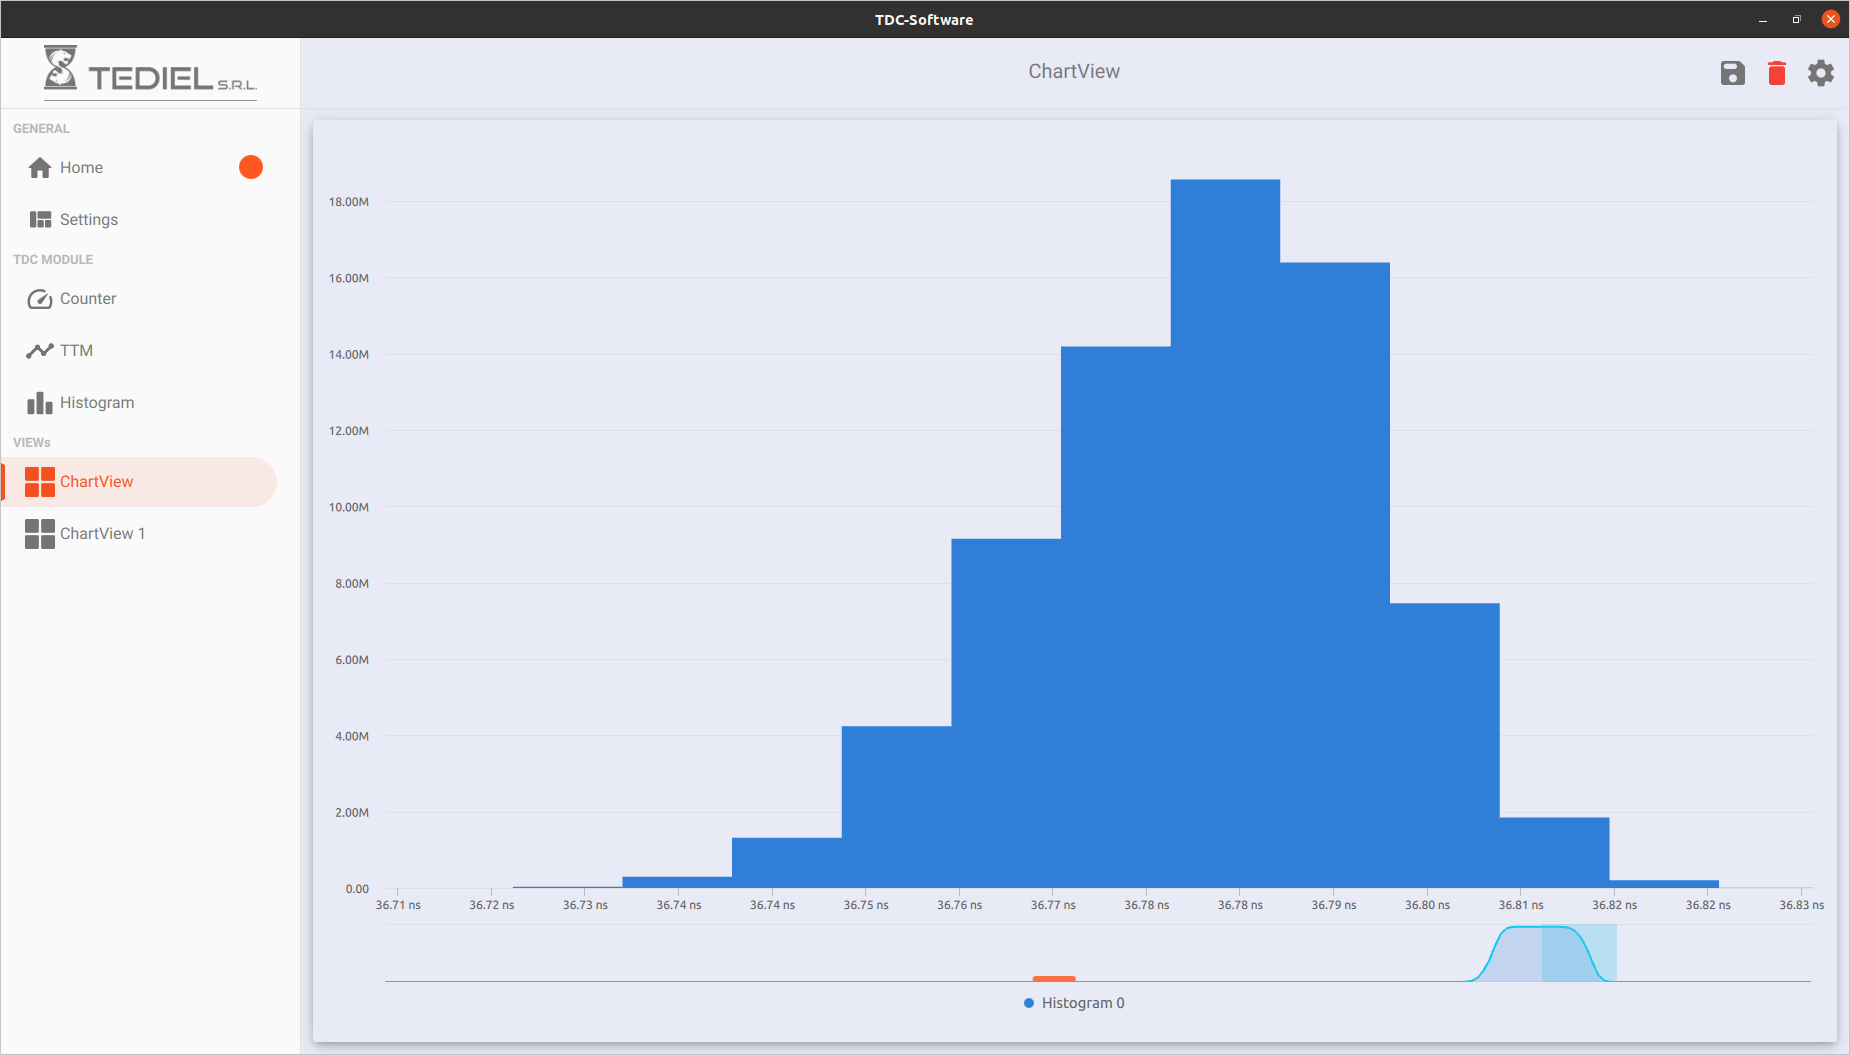 TDC-Software
TEDIEL S.R.L.
ChartView
GENERAL
Home
Settings
TDC MODULE
Counter
TTM
Histogram
VIEWs
ChartView
ChartView 1
18.00M
16.00M
14.00M
12.00M
10.00M
8.00M
6.00M
4.00M
2.00M
0.00
36.71 ns 36.72 ns 36.73 ns 36.74 ns 36.74 ns 36.75 ns 36.76 ns 36.77 ns 36.78 ns 36.78 ns 36.79 ns 36.80 ns 36.81 ns 36.82 ns 36.82 ns 36.83 ns
Histogram 0